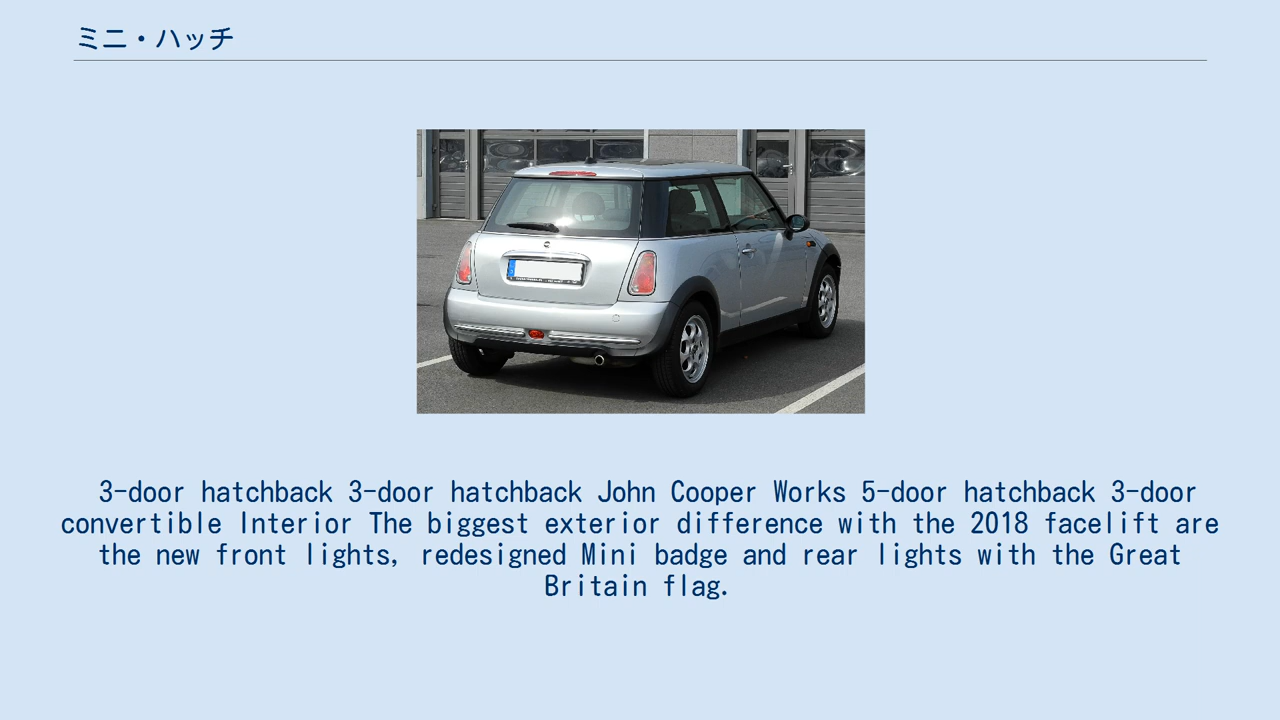 ミニ・ハッチ
3-door hatchback 3-door hatchback John Cooper Works 5-door hatchback 3-door
convertible Interior The biggest exterior difference with the 2018 facelift are
the new front lights, redesigned Mini badge and rear lights with the Great
Britain flag.